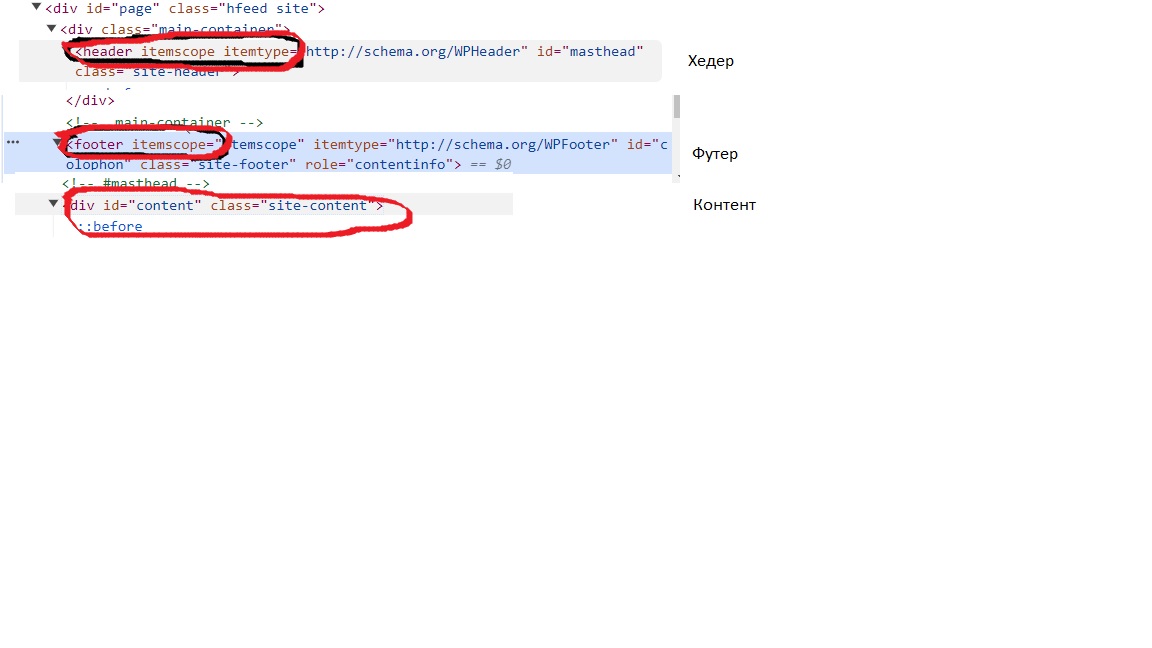 <div id="page" class="hfeed site">
<div class="main-container">
<header itemscope itemtype="http://schema.org/WPHeader" id="masthead"
class="site-header">
Хедер
</div>
<!-- main-container -->
<footer itemscope="itemscope" itemtype="http://schema.org/WPFooter" id="c
olophon" class="site-footer" role="contentinfo"> == $0
Футер
<!-- #masthead -->
<div id="content" class="site-content">
Контент
::before